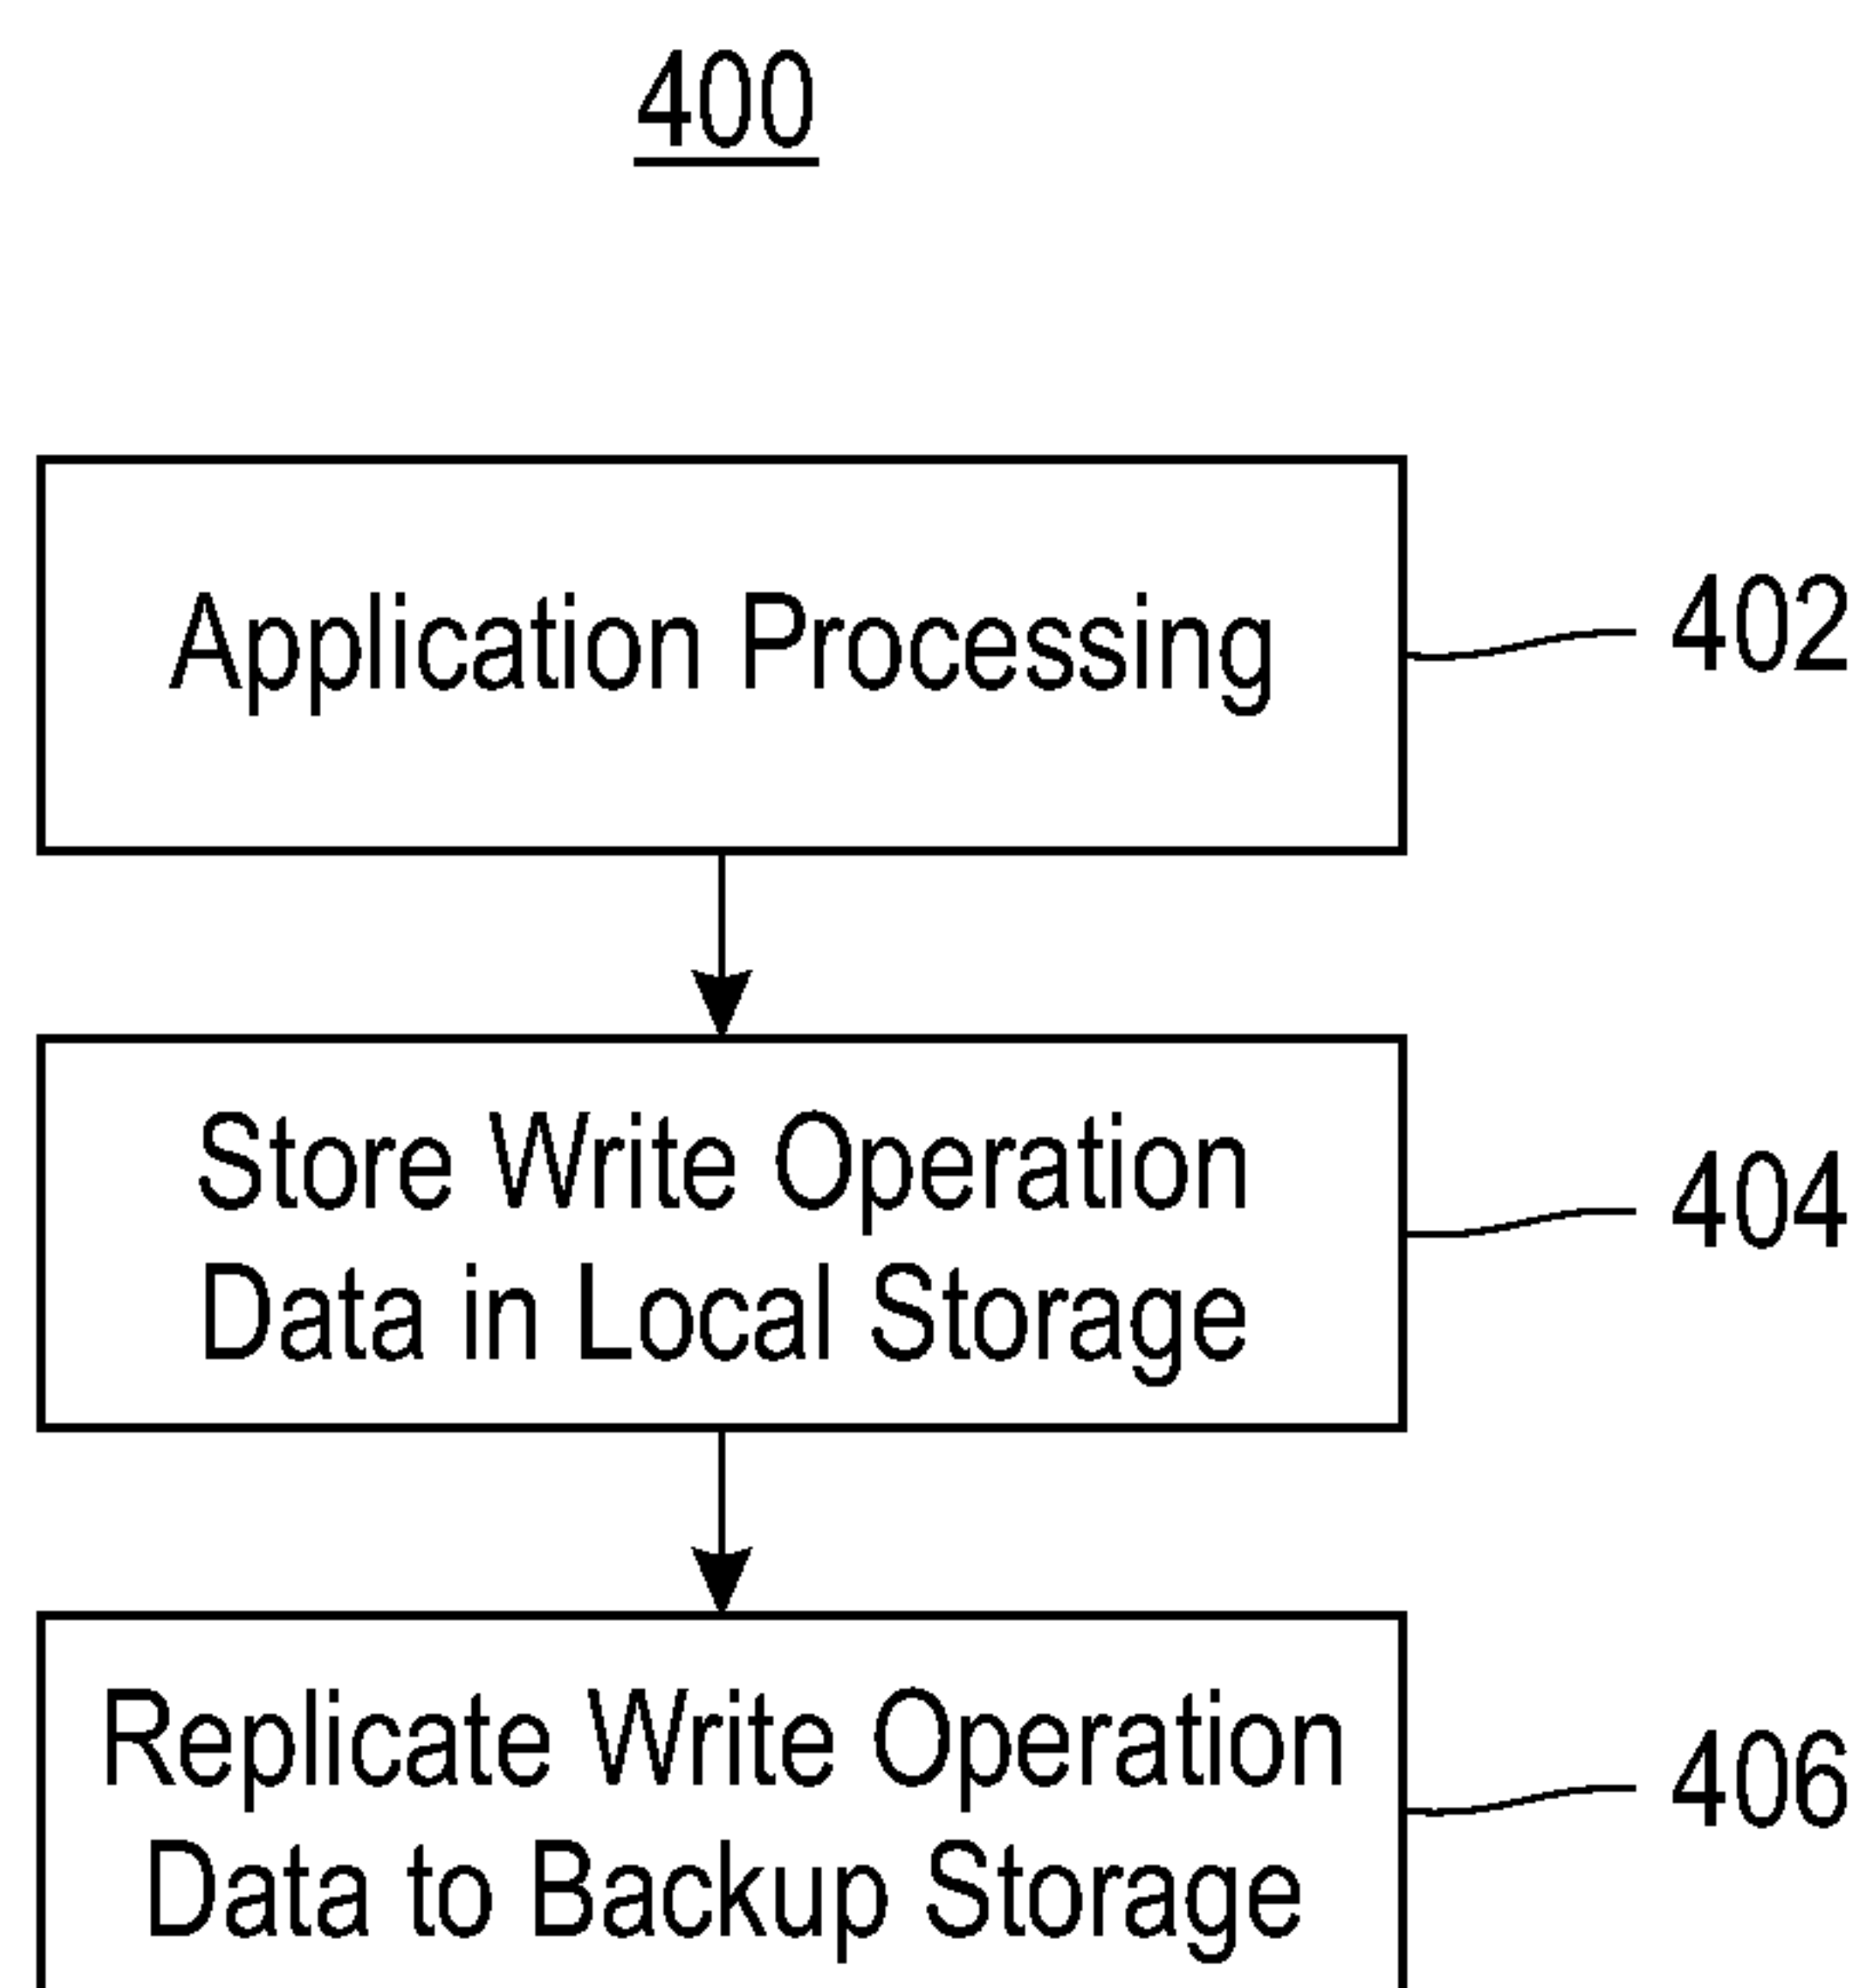 400
Application Processing
402
Store Write Operation
Data in Local Storage
404
Replicate Write Operation
Data to Backup Storage
406